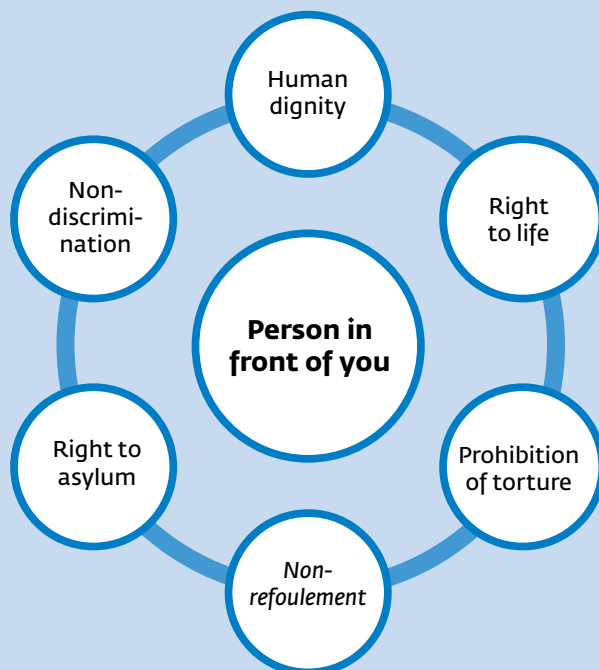 Human
dignity
Non-
discrimi-
nation
Right
to life
Person in
front of you
Right to
asylum
Prohibition
of torture
Non-
refoulement